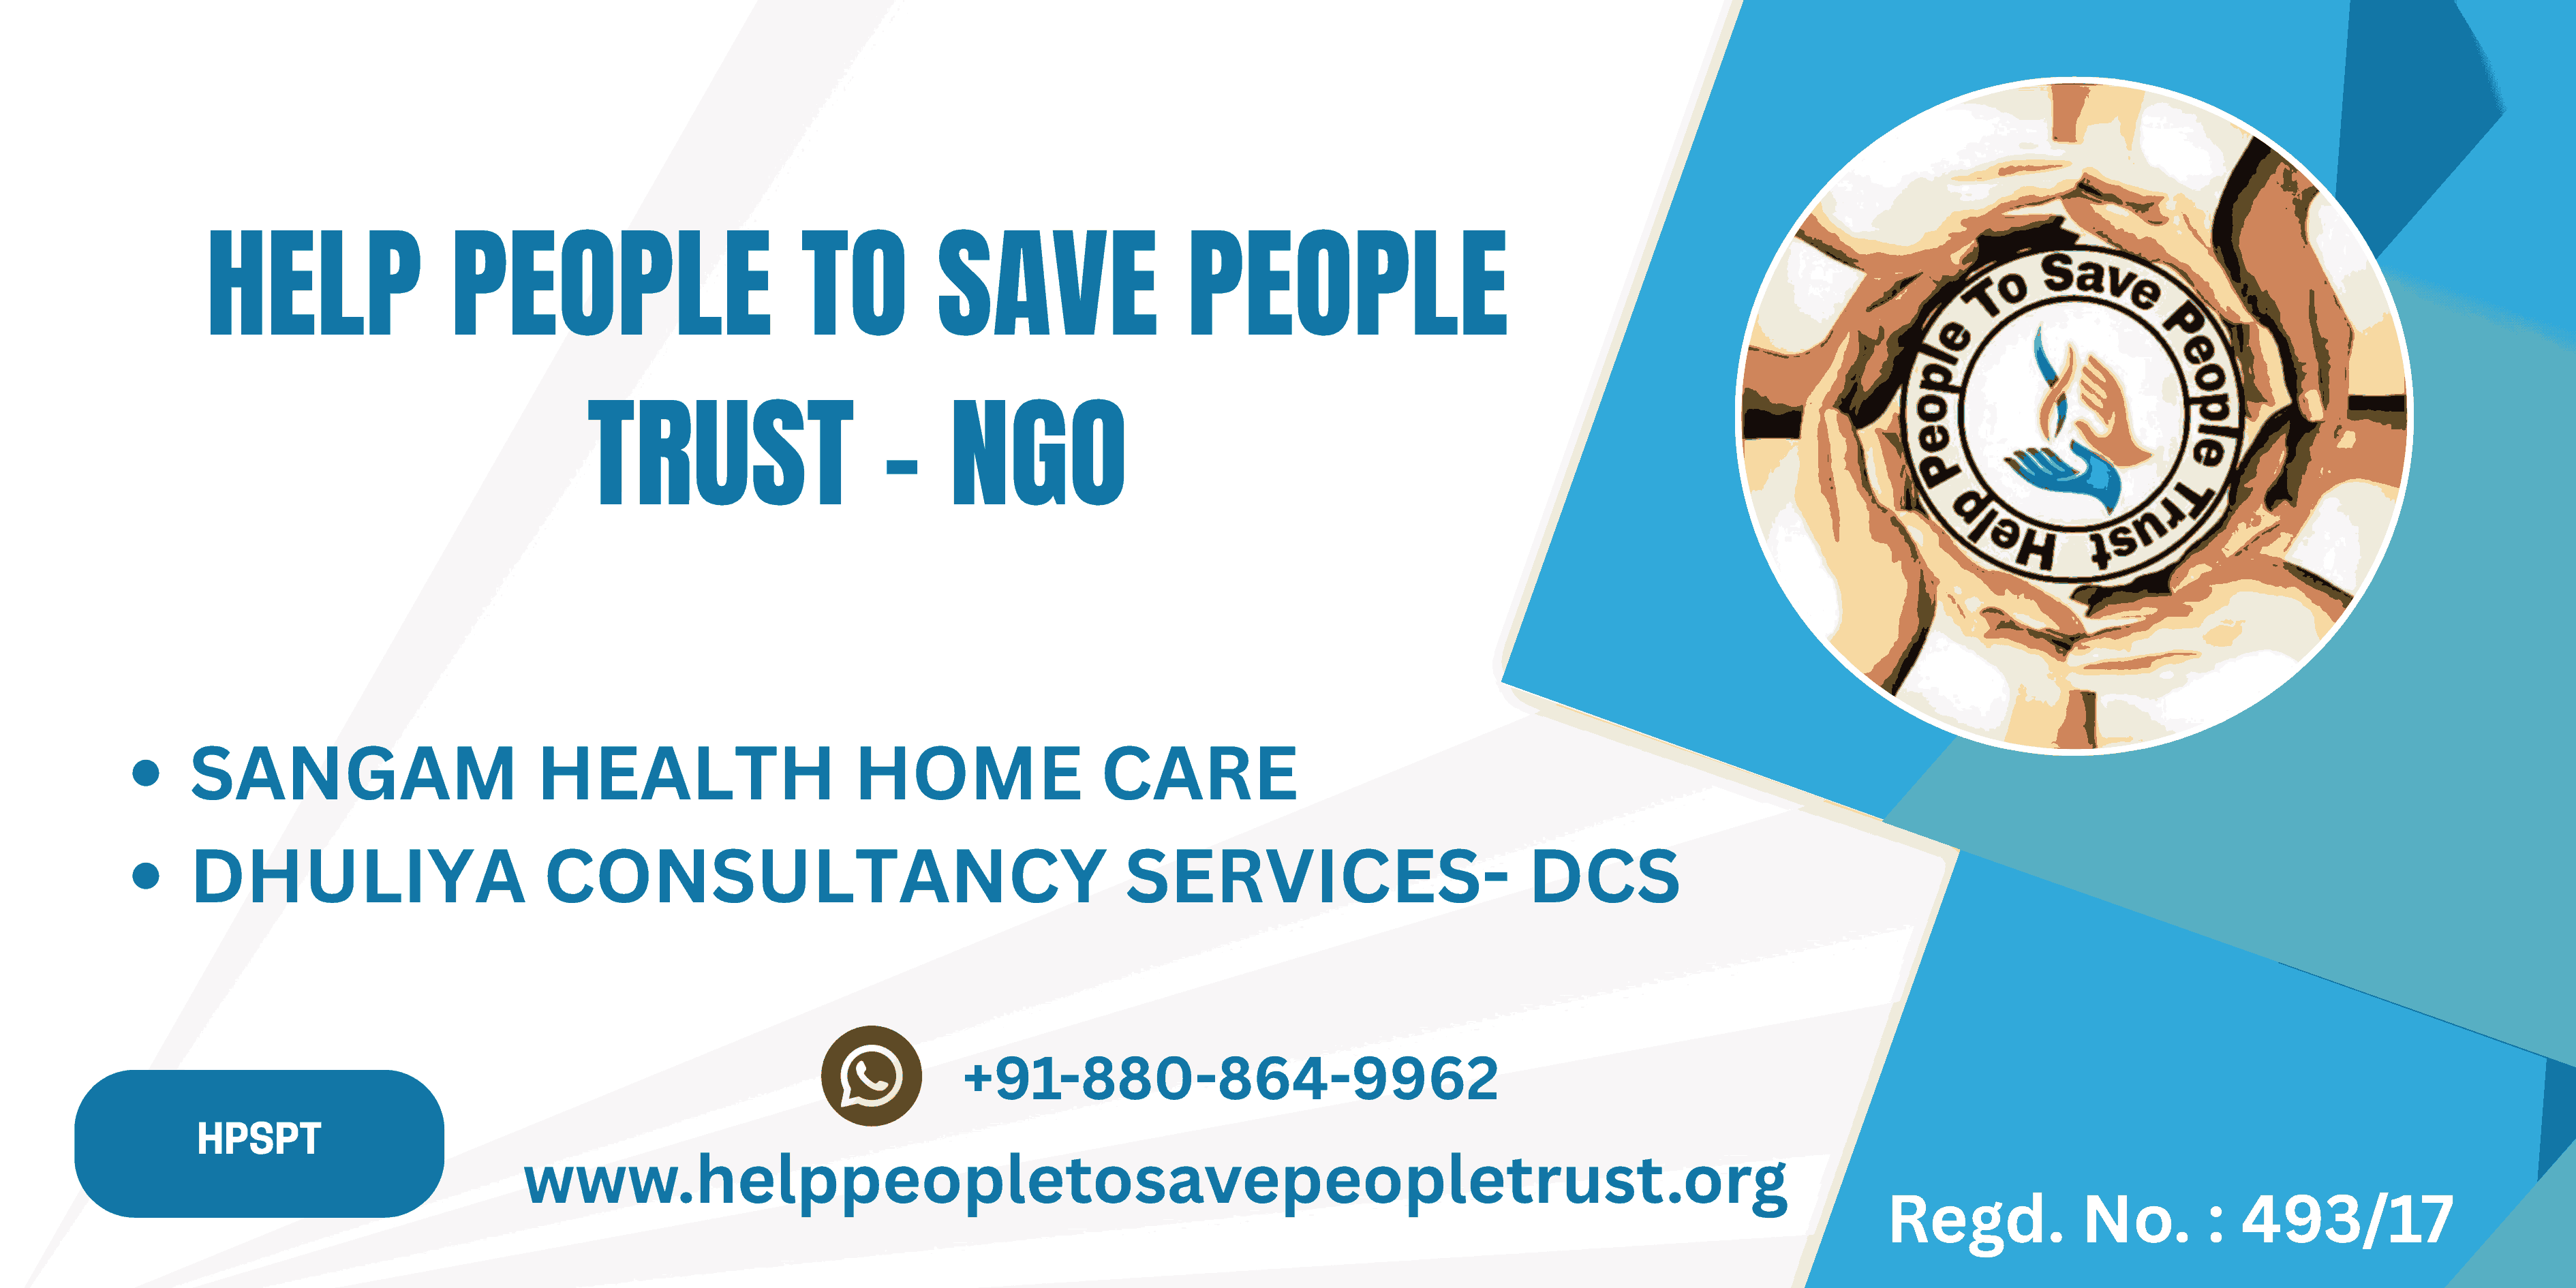 HELP PEOPLE TO SAVE PEOPLE
TRUST - NGO
Help People To Save People Trust
• SANGAM HEALTH HOME CARE
• DHULIYA CONSULTANCY SERVICES- DCS
+91-880-864-9962
HPSPT
www.helppeopletosavepeopletrust.org
Regd. No. : 493/17